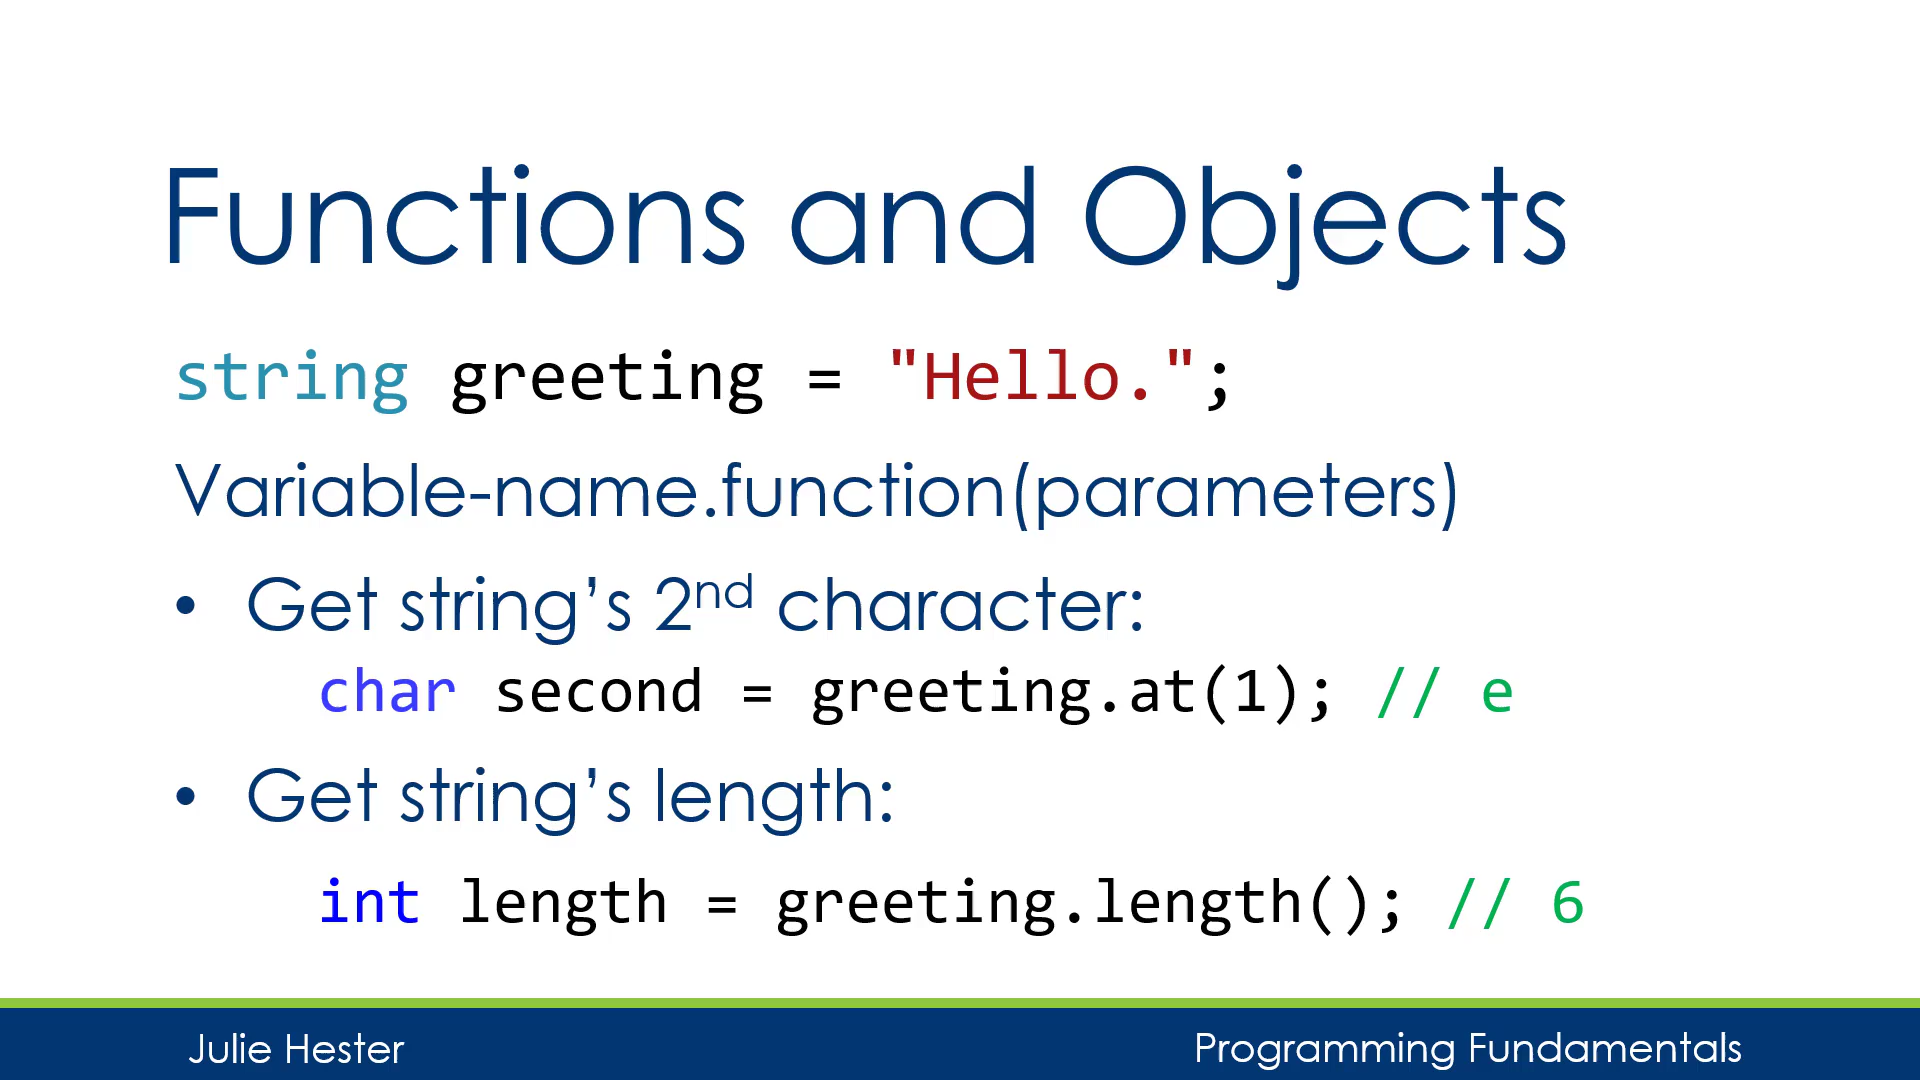 Functions and Objects
string greeting = "Hello.";
Variable-name.function(parameters)
• Get string’s 2nd character:
char second = greeting.at(1); // e
• Get string’s length:
int length = greeting.length(); // 6
Julie Hester
Programming Fundamentals